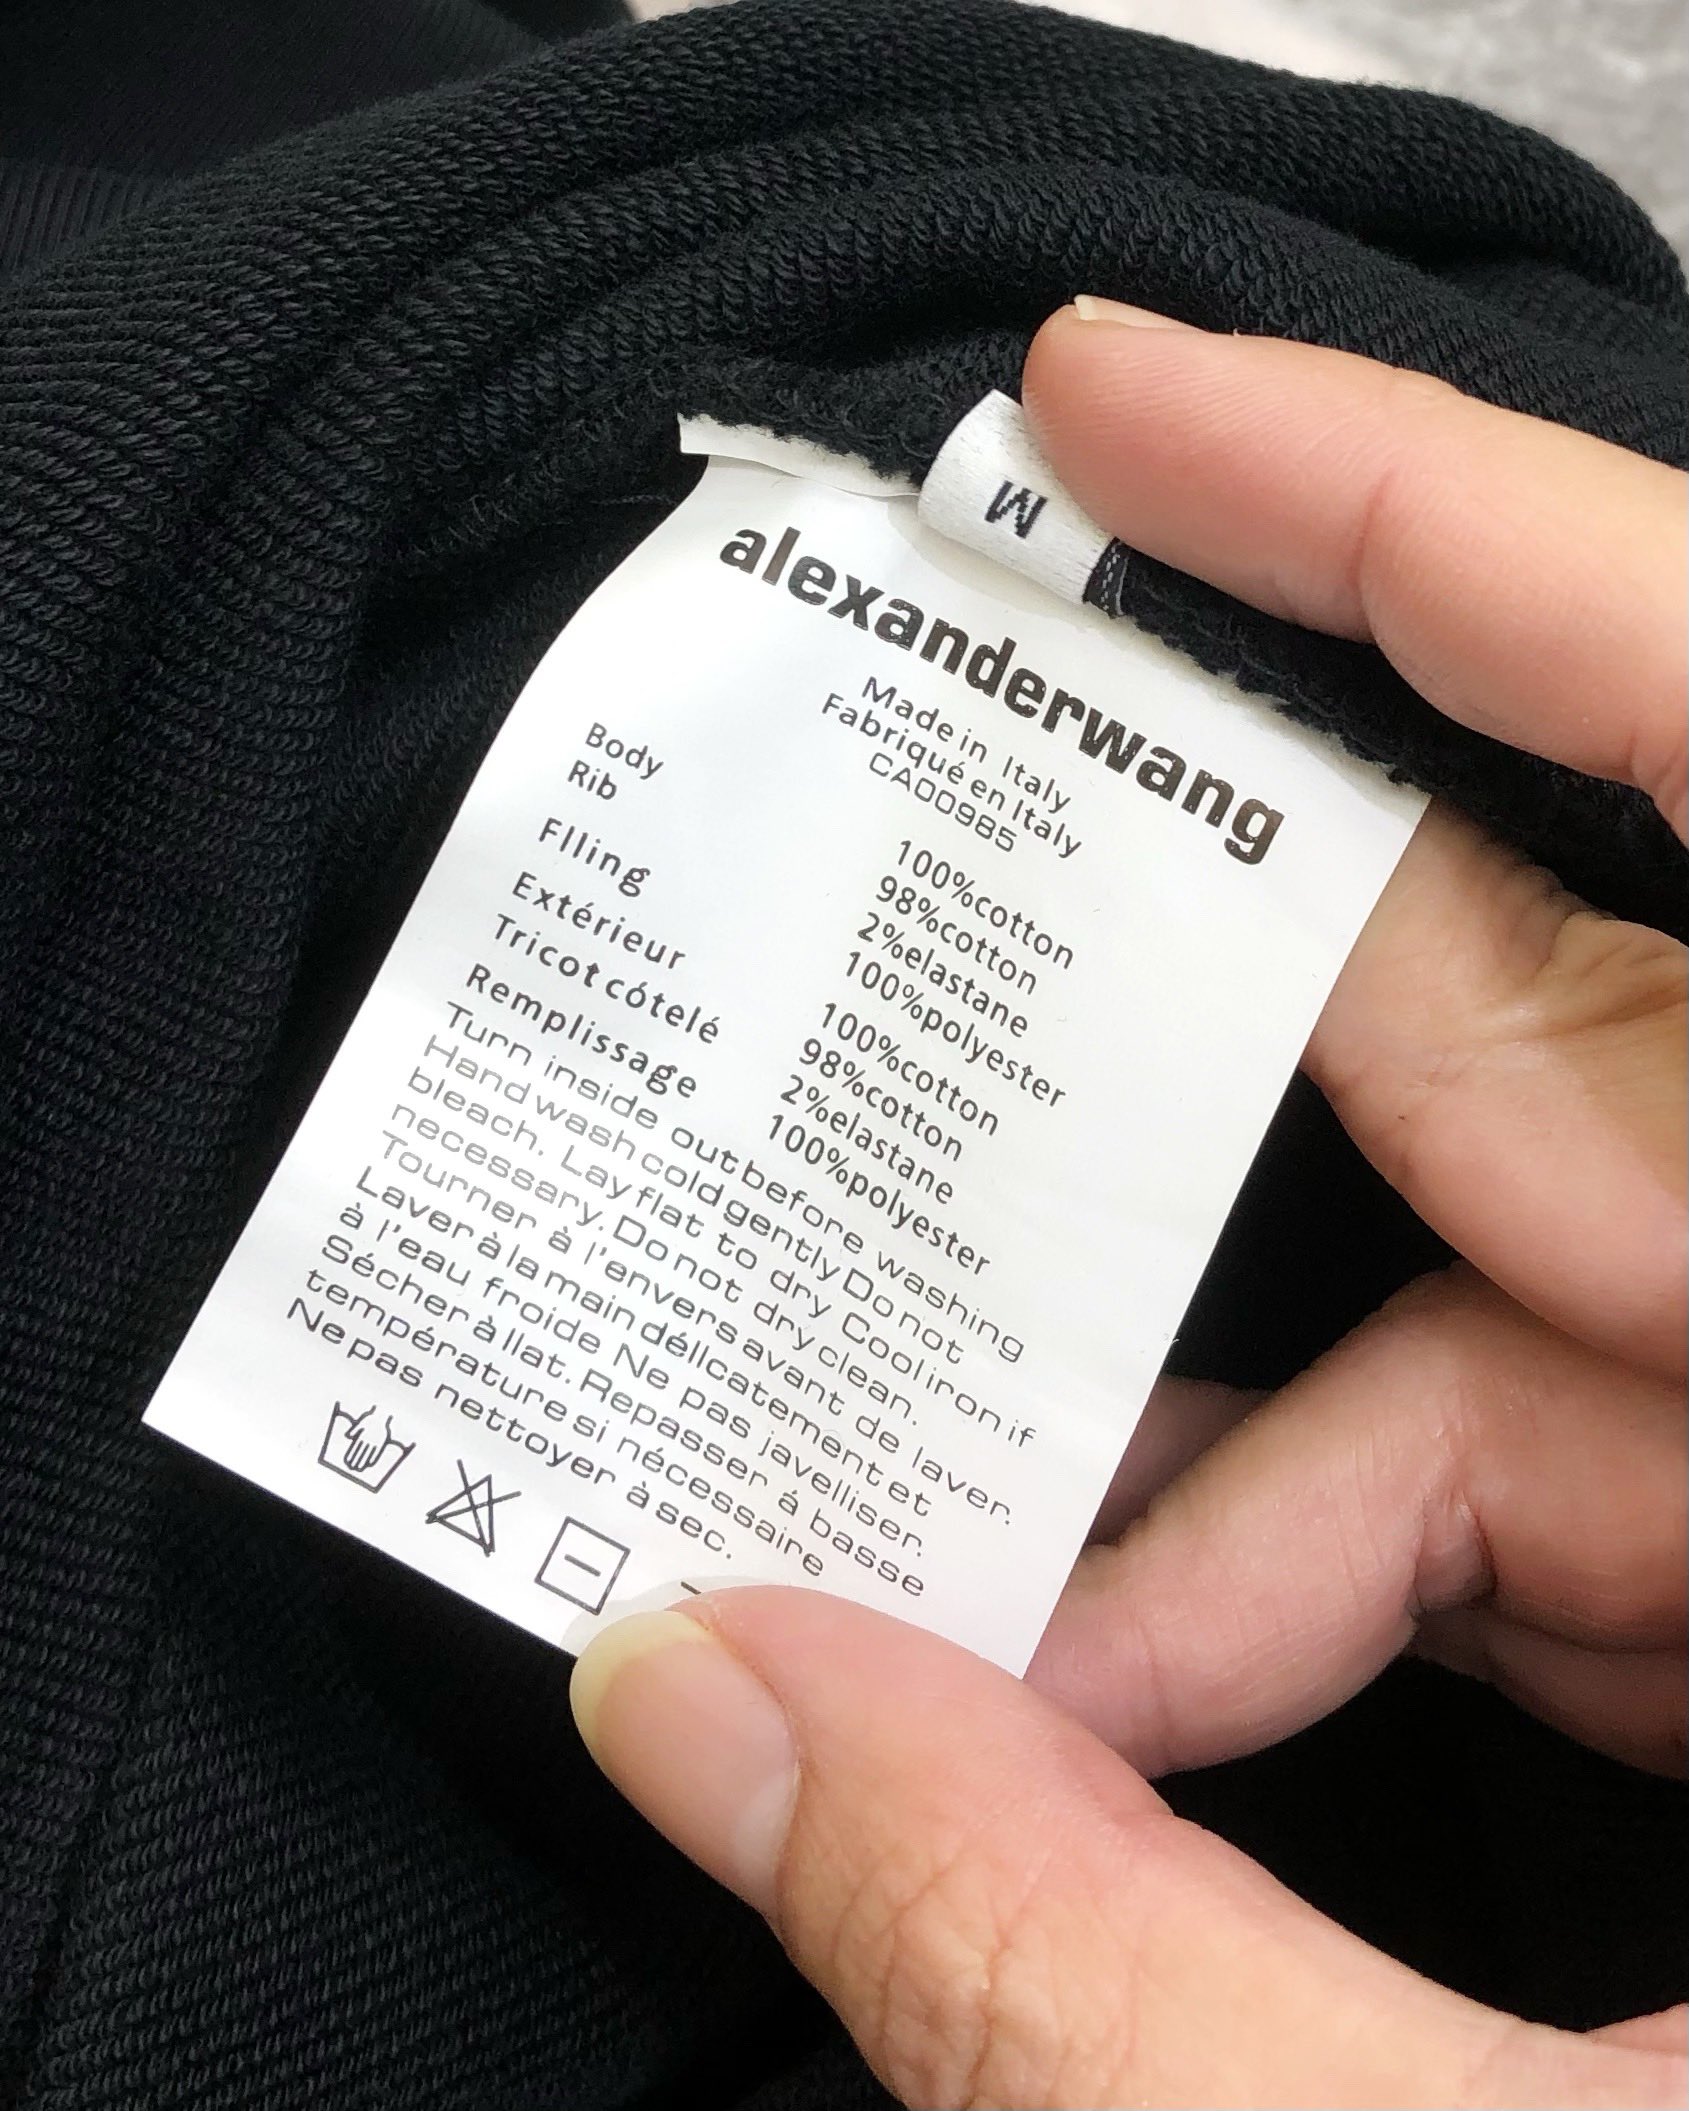 M
alexanderwang
Made in Italy
Fabriqué en Italy
CA00985
Body 100%cotton
Rib 98%cotton
2%elastane
Flling 100%polyester
Extérieur 100%cotton
Tricot cótelé 98%cotton
2%elastane
Remplissage 100%polyester
Turn inside out before washing
Hand wash cold gently Do not
bleach. Lay flat to dry Cool iron if
necessary. Do not dry clean.
Tourner à l'envers avant de laver.
Laver à la main déllcatement et
à l'eau froide Ne pas javelliser.
Sécher à llat. Repasser á basse
température si nécessaire
Ne pas nettoyer à sec.